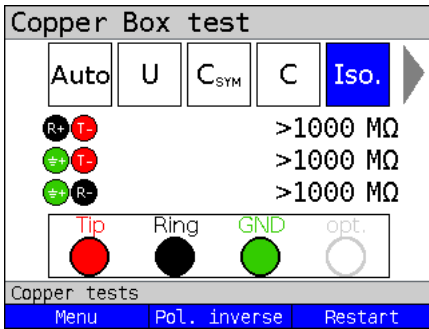 Copper Box test
Auto U CSYM C Iso.
R+ T- >1000 MΩ
⏚+ T- >1000 MΩ
⏚+ R- >1000 MΩ
Tip Ring GND opt.
Copper tests
Menu Pol. inverse Restart